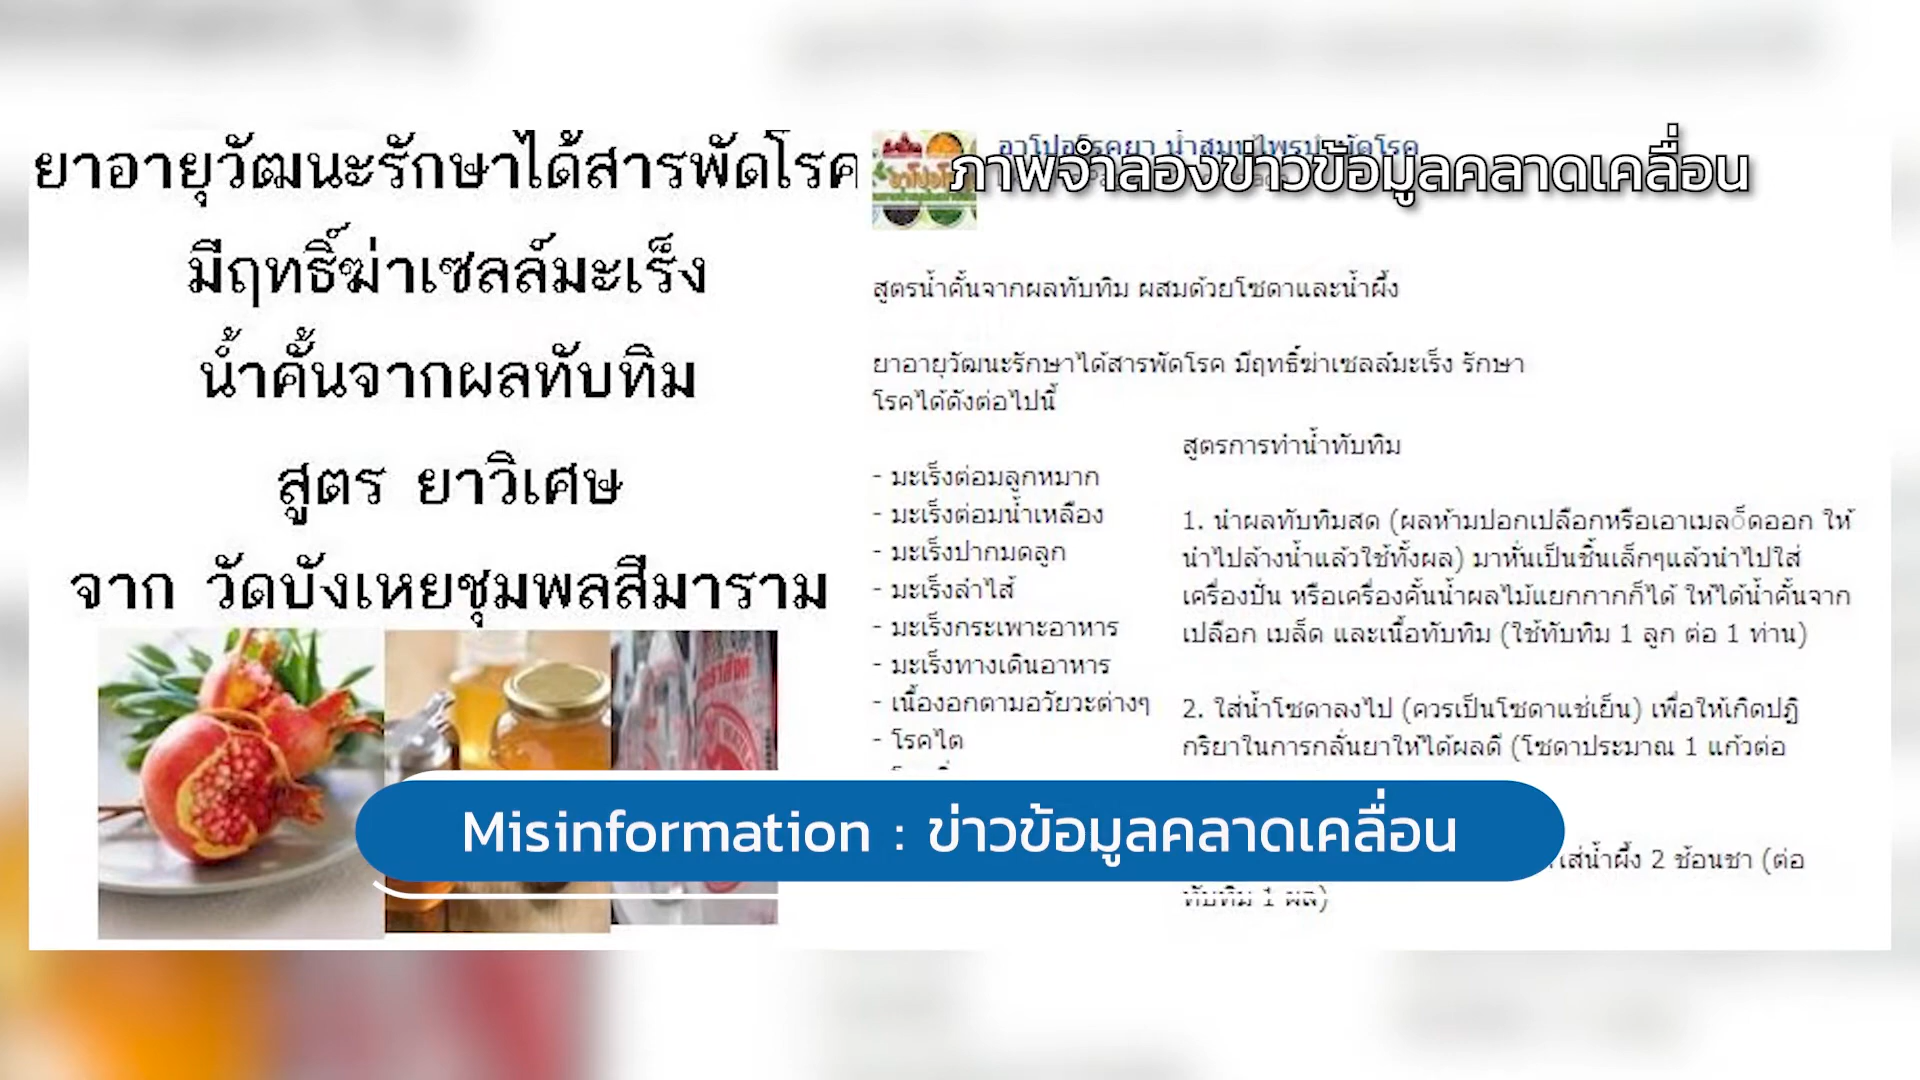 ภาพจำลองข่าวข้อมูลคลาดเคลื่อน
ยาอายุวัฒนะรักษาได้สารพัดโรค
มีฤทธิ์ฆ่าเซลล์มะเร็ง
น้ำคั้นจากผลทับทิม
สูตร ยาวิเศษ
จาก วัดบังเหยชุมพลสีมาราม
สูตรน้ำคั้นจากผลทับทิม ผสมด้วยโซดาและน้ำผึ้ง
ยาอายุวัฒนะรักษาได้สารพัดโรค มีฤทธิ์ฆ่าเซลล์มะเร็ง รักษา
โรคได้ดังต่อไปนี้
- มะเร็งต่อมลูกหมาก
- มะเร็งต่อมน้ำเหลือง
- มะเร็งปากมดลูก
- มะเร็งลำไส้
- มะเร็งกระเพาะอาหาร
- มะเร็งทางเดินอาหาร
- เนื้องอกตามอวัยวะต่างๆ
- โรคไต
สูตรการทำน้ำทับทิม
1. นำผลทับทิมสด (ผลห้ามปอกเปลือกหรือเอาเมล็ดออก ให้
นำไปล้างน้ำแล้วใช้ทั้งผล) มาหั่นเป็นชิ้นเล็กๆแล้วนำไปใส่
เครื่องปั่น หรือเครื่องคั้นน้ำผลไม้แยกกากก็ได้ ให้ได้น้ำคั้นจาก
เปลือก เมล็ด และเนื้อทับทิม (ใช้ทับทิม 1 ลูก ต่อ 1 ท่าน)
2. ใส่น้ำโซดาลงไป (ควรเป็นโซดาแช่เย็น) เพื่อให้เกิดปฏิ
กริยาในการกลั่นยาให้ได้ผลดี (โซดาประมาณ 1 แก้วต่อ
ใส่น้ำผึ้ง 2 ช้อนชา (ต่อ
ทับทิม 1 ผล)
Misinformation : ข่าวข้อมูลคลาดเคลื่อน